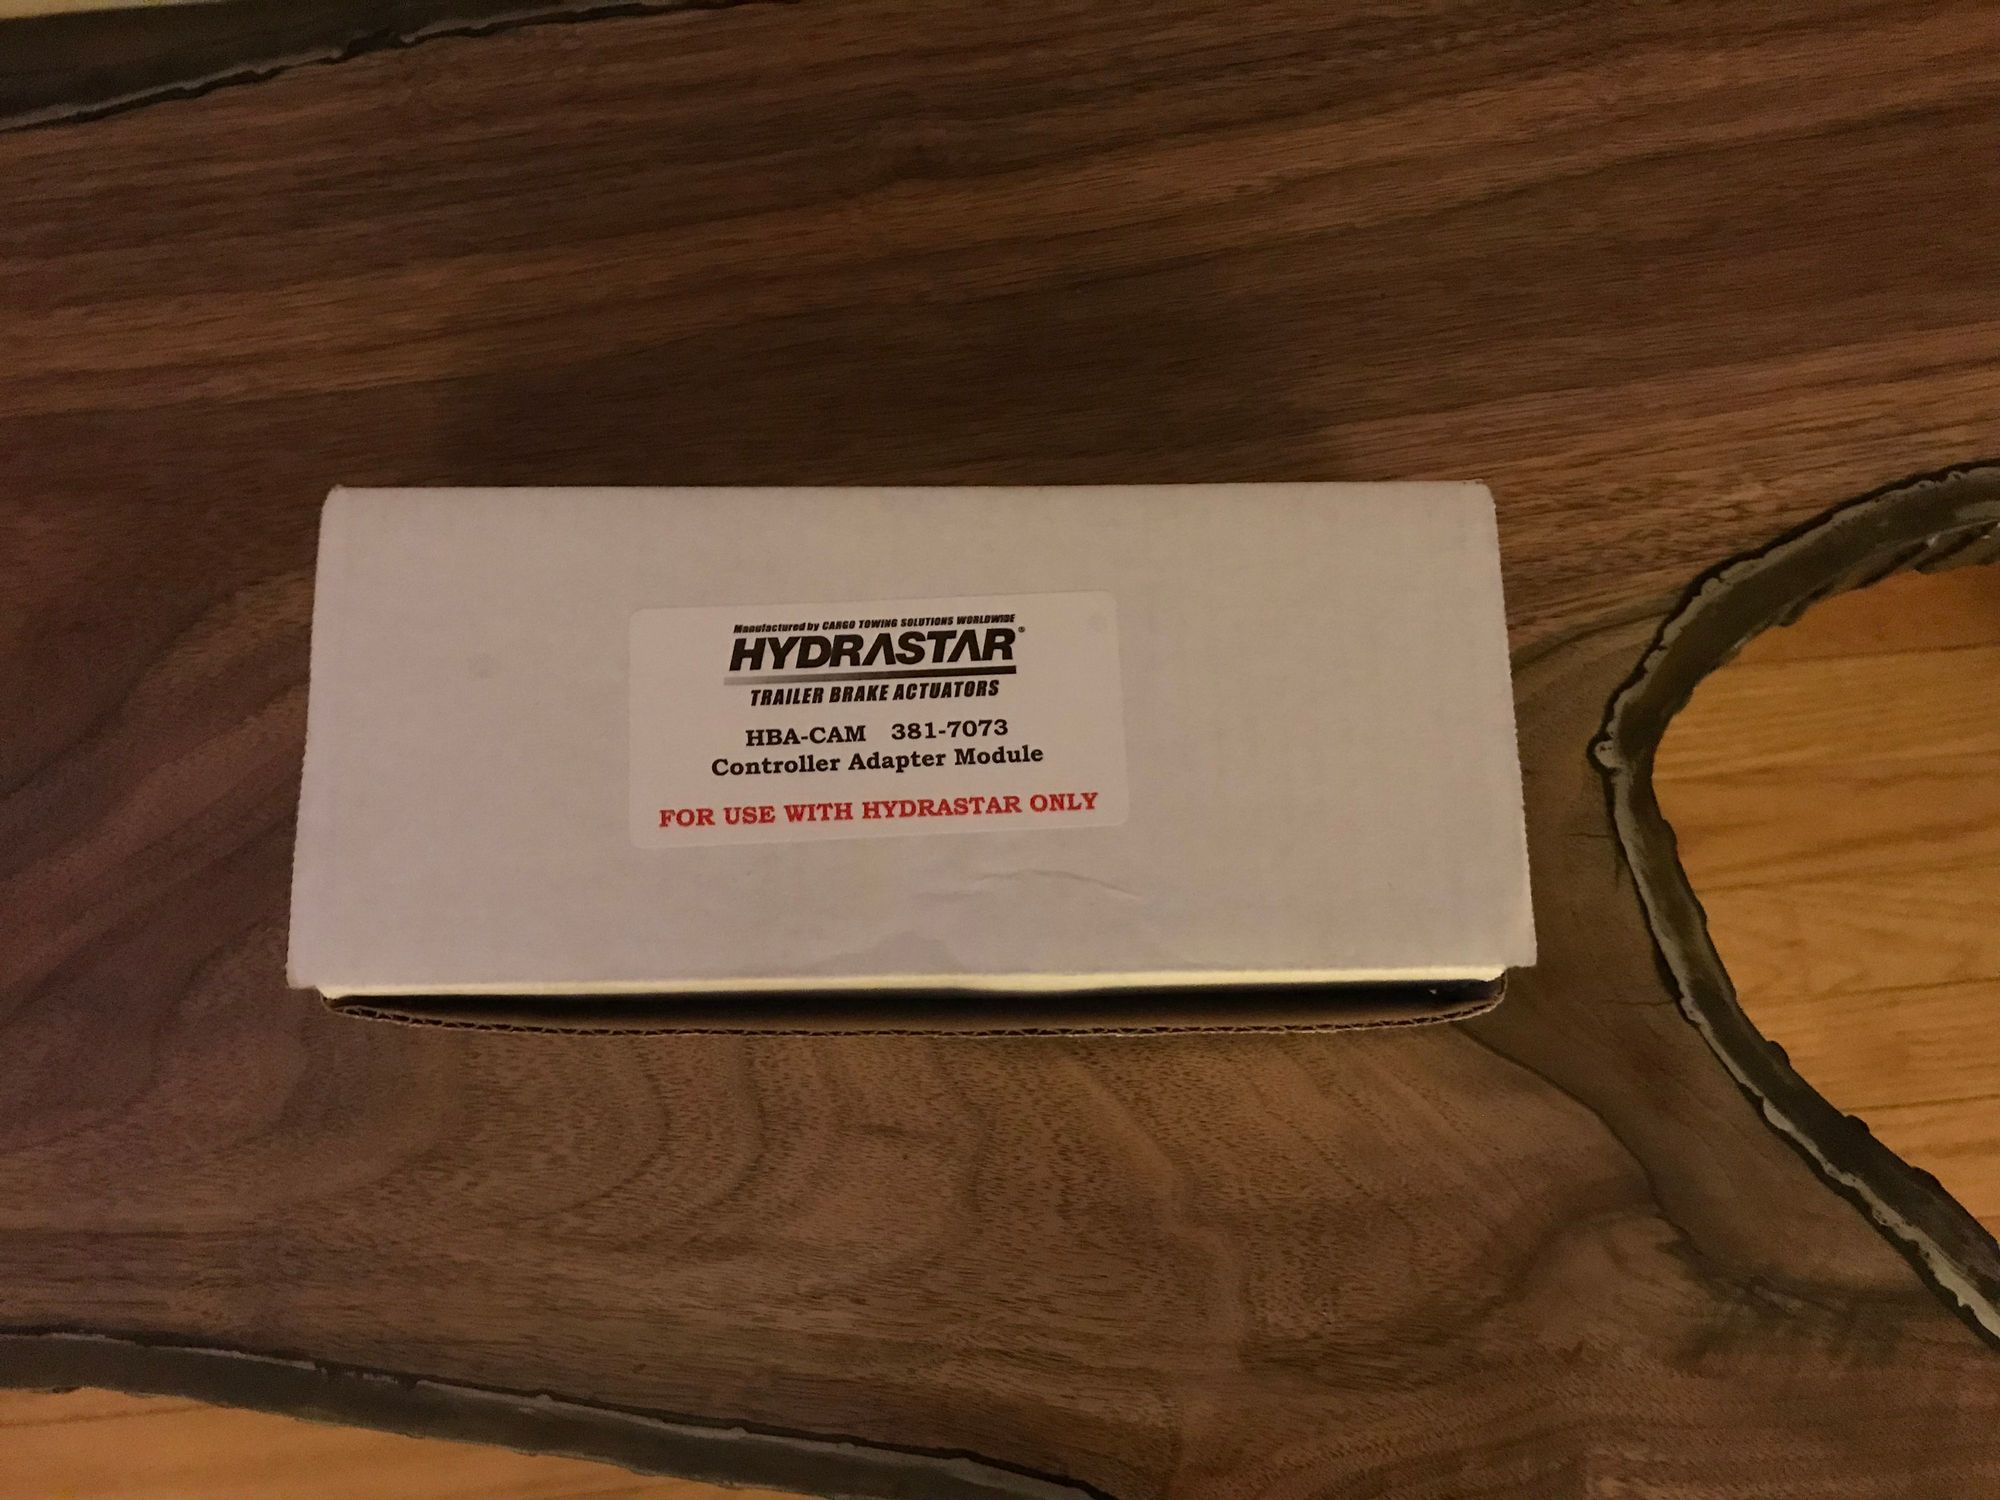 Manufactured by CARGO TOWING SOLUTIONS WORLDWIDE
HYDRASTAR®
TRAILER BRAKE ACTUATORS
HBA-CAM 381-7073
Controller Adapter Module
FOR USE WITH HYDRASTAR ONLY